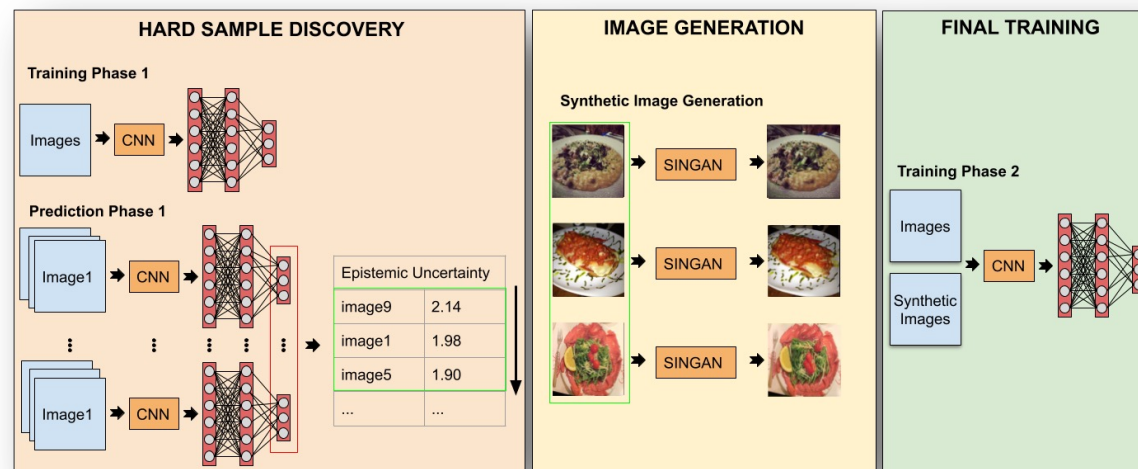 HARD SAMPLE DISCOVERY
Training Phase 1
Images
CNN
Prediction Phase 1
Image1
CNN
Image1
CNN
Epistemic Uncertainty
image9 2.14
image1 1.98
image5 1.90
... ...
IMAGE GENERATION
Synthetic Image Generation
SINGAN
SINGAN
SINGAN
FINAL TRAINING
Training Phase 2
Images
CNN
Synthetic
Images